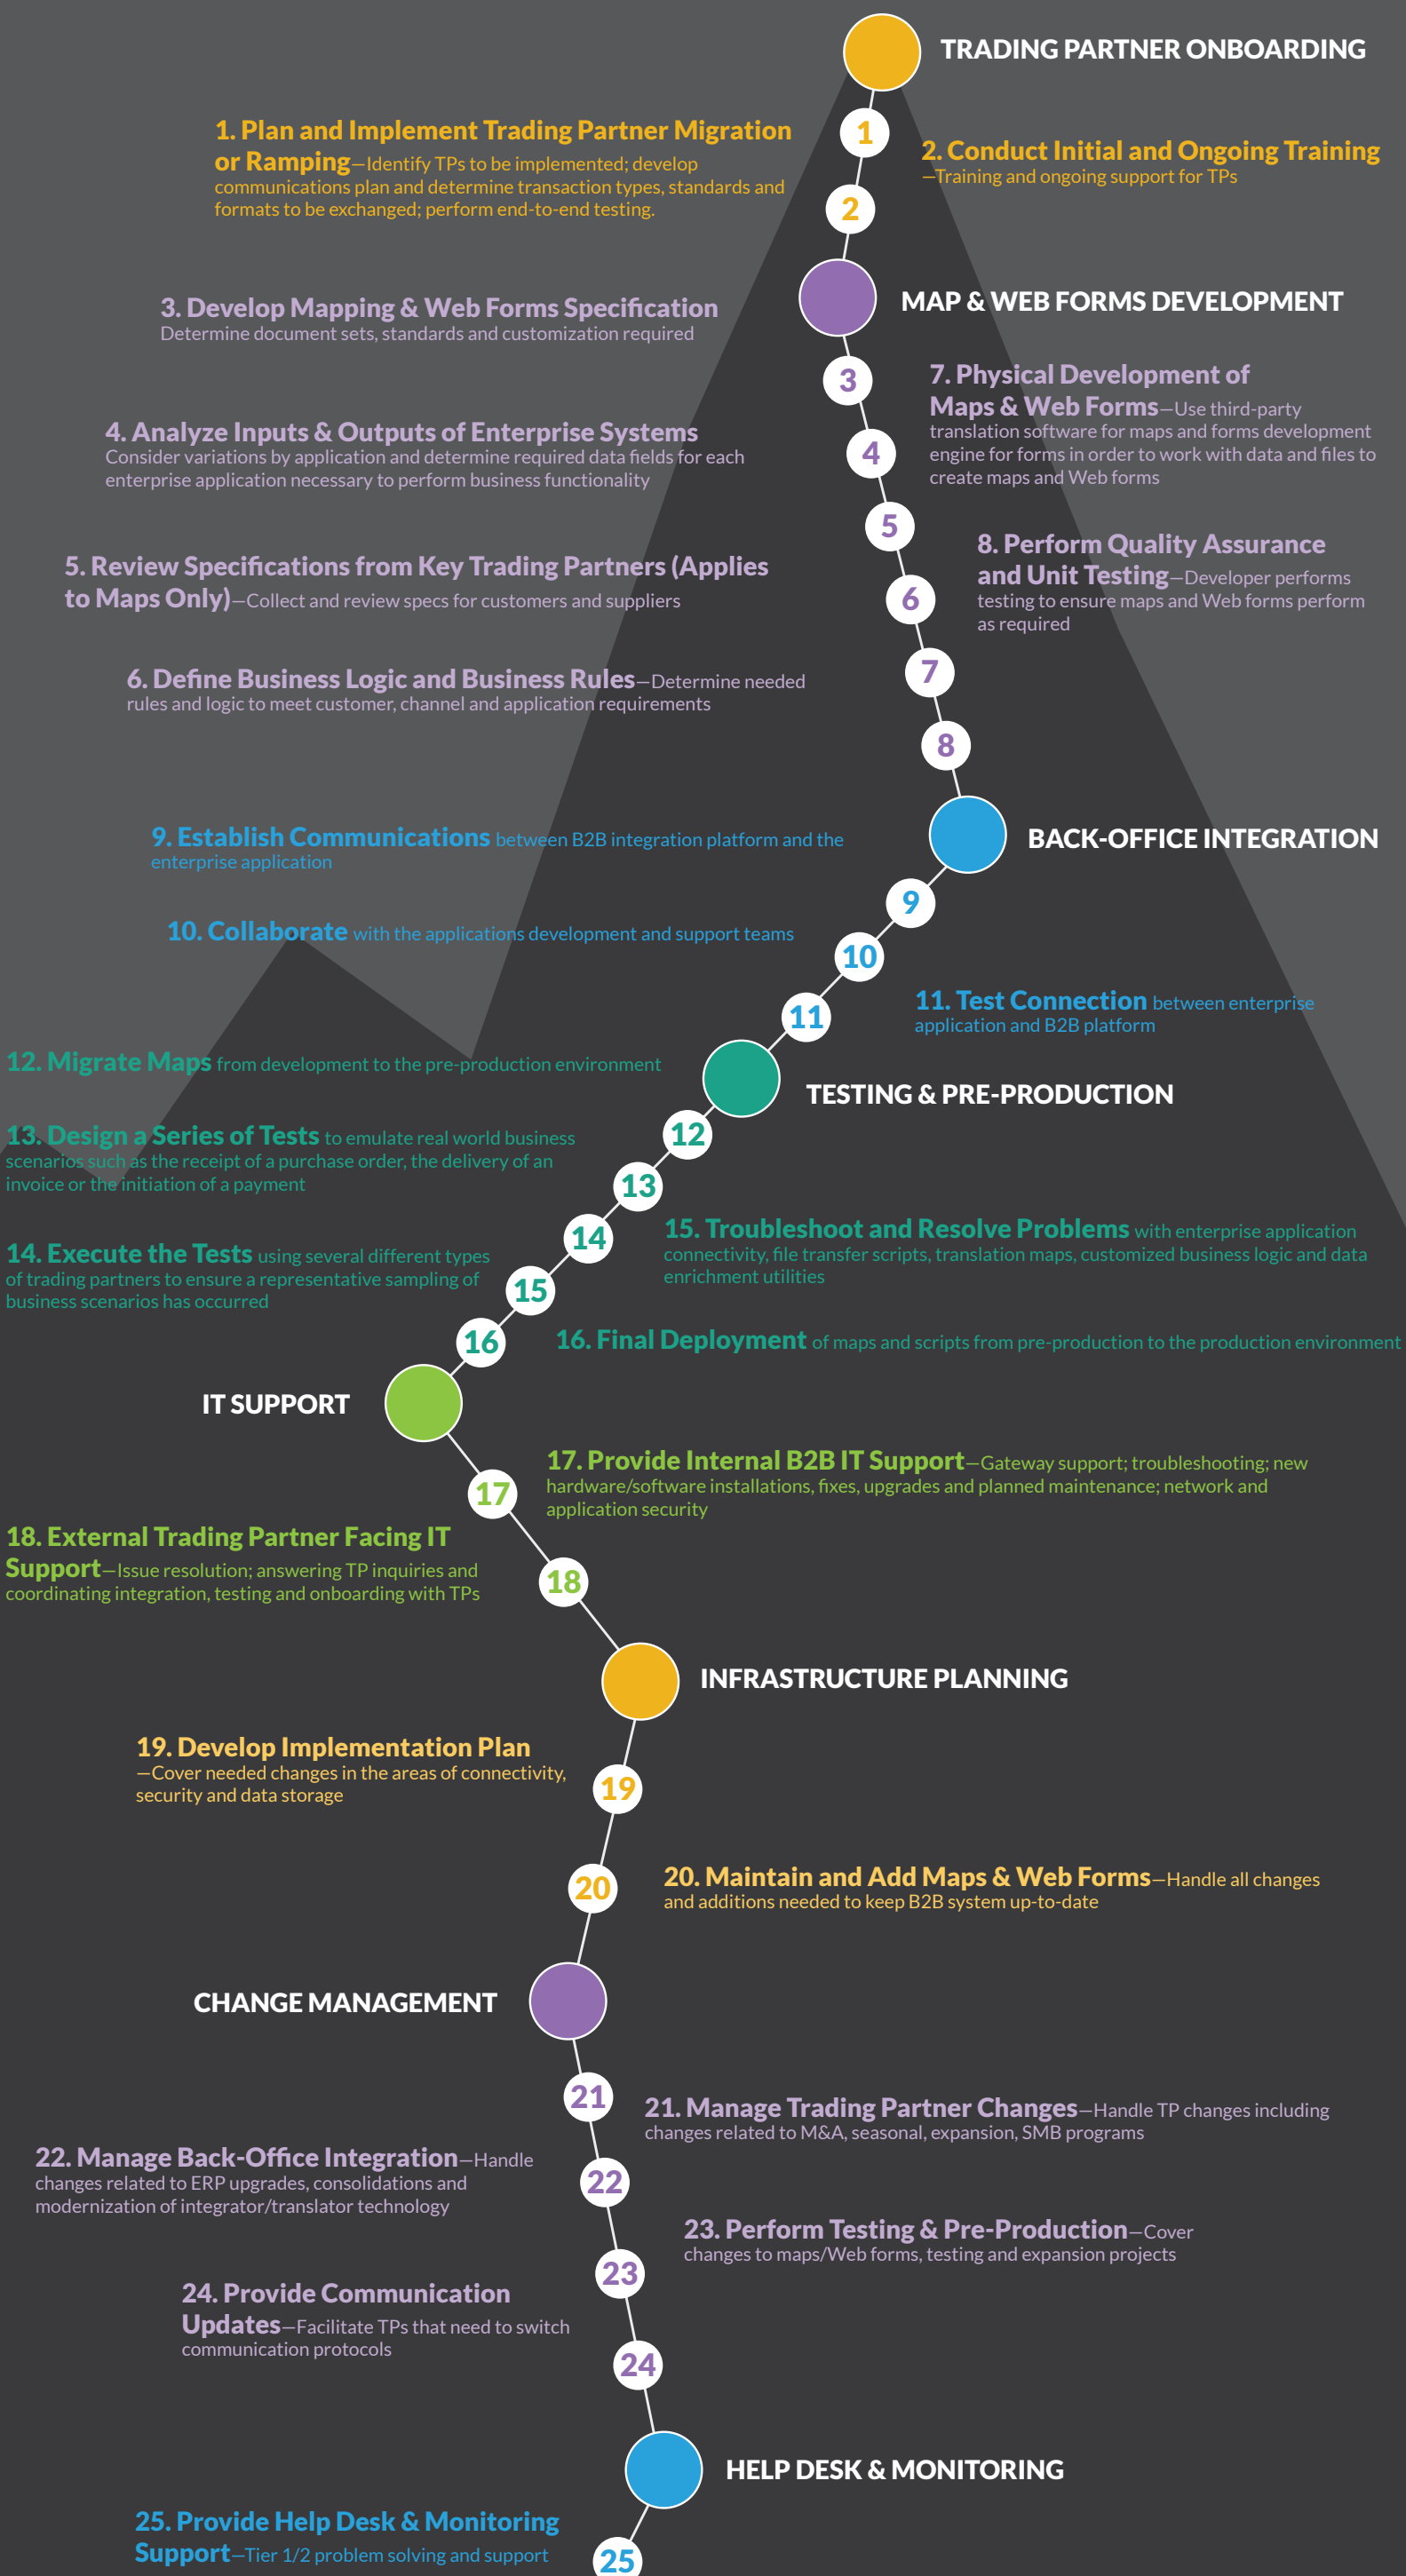 TRADING PARTNER ONBOARDING
1
1. Plan and Implement Trading Partner Migration
or Ramping—Identify TPs to be implemented; develop
communications plan and determine transaction types, standards and
formats to be exchanged; perform end-to-end testing.
2. Conduct Initial and Ongoing Training
—Training and ongoing support for TPs
2
MAP & WEB FORMS DEVELOPMENT
3. Develop Mapping & Web Forms Specification
Determine document sets, standards and customization required
3
4. Analyze Inputs & Outputs of Enterprise Systems
Consider variations by application and determine required data fields for each
enterprise application necessary to perform business functionality
4
7. Physical Development of
Maps & Web Forms—Use third-party
translation software for maps and forms development
engine for forms in order to work with data and files to
create maps and Web forms
5
5. Review Specifications from Key Trading Partners (Applies
to Maps Only)—Collect and review specs for customers and suppliers
6
8. Perform Quality Assurance
and Unit Testing—Developer performs
testing to ensure maps and Web forms perform
as required
6. Define Business Logic and Business Rules—Determine needed
rules and logic to meet customer, channel and application requirements
7
8
BACK-OFFICE INTEGRATION
9. Establish Communications between B2B integration platform and the
enterprise application
9
10. Collaborate with the applications development and support teams
10
11. Test Connection between enterprise
application and B2B platform
11
TESTING & PRE-PRODUCTION
12. Migrate Maps from development to the pre-production environment
12
13. Design a Series of Tests to emulate real world business
scenarios such as the receipt of a purchase order, the delivery of an
invoice or the initiation of a payment
13
14
14. Execute the Tests using several different types
of trading partners to ensure a representative sampling of
business scenarios has occurred
15. Troubleshoot and Resolve Problems with enterprise application
connectivity, file transfer scripts, translation maps, customized business logic and data
enrichment utilities
15
16
16. Final Deployment of maps and scripts from pre-production to the production environment
IT SUPPORT
17. Provide Internal B2B IT Support—Gateway support; troubleshooting; new
hardware/software installations, fixes, upgrades and planned maintenance; network and
application security
17
18. External Trading Partner Facing IT
Support—Issue resolution; answering TP inquiries and
coordinating integration, testing and onboarding with TPs
18
INFRASTRUCTURE PLANNING
19. Develop Implementation Plan
—Cover needed changes in the areas of connectivity,
security and data storage
19
20. Maintain and Add Maps & Web Forms—Handle all changes
and additions needed to keep B2B system up-to-date
20
CHANGE MANAGEMENT
21
21. Manage Trading Partner Changes—Handle TP changes including
changes related to M&A, seasonal, expansion, SMB programs
22. Manage Back-Office Integration—Handle
changes related to ERP upgrades, consolidations and
modernization of integrator/translator technology
22
23. Perform Testing & Pre-Production—Cover
changes to maps/Web forms, testing and expansion projects
23
24. Provide Communication
Updates—Facilitate TPs that need to switch
communication protocols
24
HELP DESK & MONITORING
25. Provide Help Desk & Monitoring
Support—Tier 1/2 problem solving and support
25